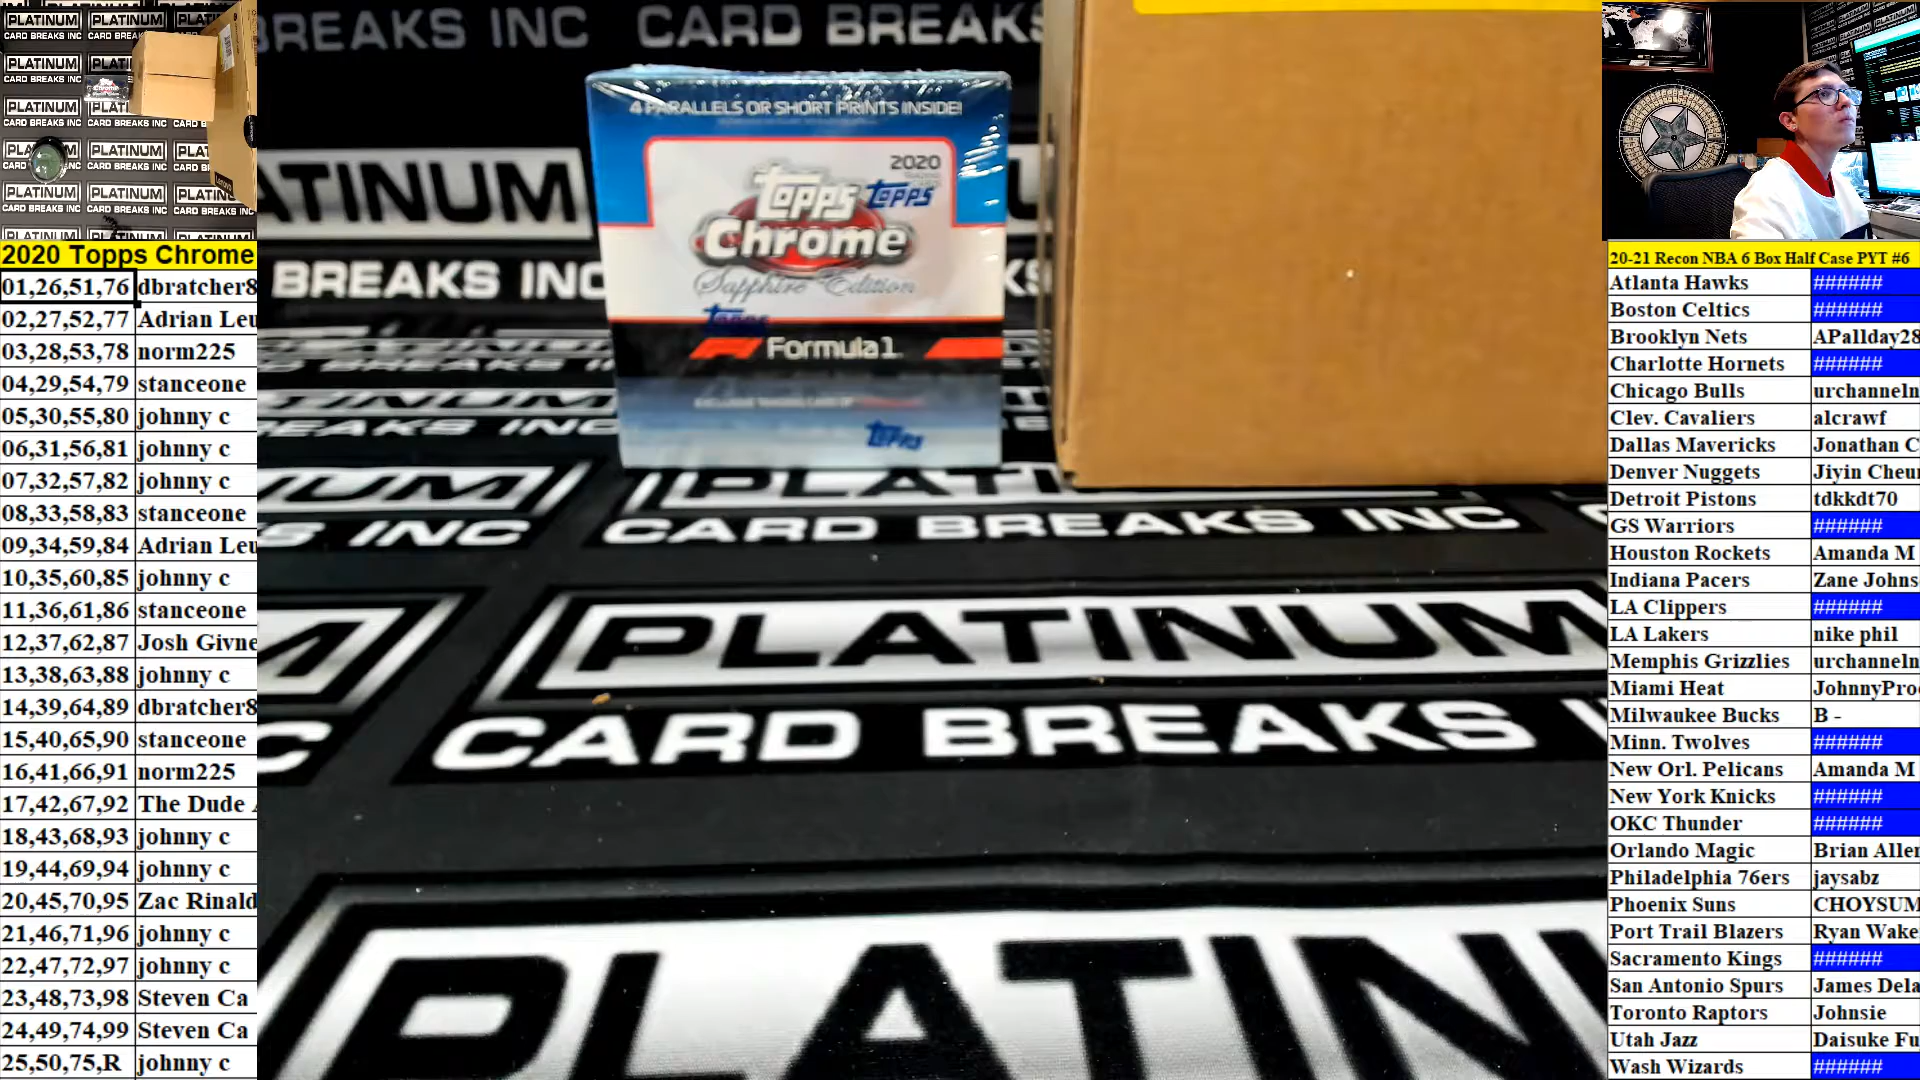 2020 Topps Chrome
01,26,51,76 dbratcher8
02,27,52,77 Adrian Leu
03,28,53,78 norm225
04,29,54,79 stanceone
05,30,55,80 johnny c
06,31,56,81 johnny c
07,32,57,82 johnny c
08,33,58,83 stanceone
09,34,59,84 Adrian Leu
10,35,60,85 johnny c
11,36,61,86 stanceone
12,37,62,87 Josh Givne
13,38,63,88 johnny c
14,39,64,89 dbratcher8
15,40,65,90 stanceone
16,41,66,91 norm225
17,42,67,92 The Dude
18,43,68,93 johnny c
19,44,69,94 johnny c
20,45,70,95 Zac Rinald
21,46,71,96 johnny c
22,47,72,97 johnny c
23,48,73,98 Steven Ca
24,49,74,99 Steven Ca
25,50,75,R johnny c
BREAKS INC CARD BREAKS
4 PARALLELS OR SHORT PRINTS INSIDE!
2020
Topps Topps
Chrome
Sapphire Edition
Topps
Formula 1
Topps
PLATINUM
CARD BREAKS INC
PLATINUM
CARD BREAKS
PLATIN
20-21 Recon NBA 6 Box Half Case PYT #6
Atlanta Hawks ######
Boston Celtics ######
Brooklyn Nets APallday28
Charlotte Hornets ######
Chicago Bulls urchanneln
Clev. Cavaliers alcrawf
Dallas Mavericks Jonathan C
Denver Nuggets Jiyin Cheu
Detroit Pistons tdkkdt70
GS Warriors ######
Houston Rockets Amanda M
Indiana Pacers Zane Johns
LA Clippers ######
LA Lakers nike phil
Memphis Grizzlies urchanneln
Miami Heat JohnnyPro
Milwaukee Bucks B -
Minn. Twolves ######
New Orl. Pelicans Amanda M
New York Knicks ######
OKC Thunder ######
Orlando Magic Brian Aller
Philadelphia 76ers jaysabz
Phoenix Suns CHOYSUM
Port Trail Blazers Ryan Wake
Sacramento Kings ######
San Antonio Spurs James Dela
Toronto Raptors Johnsie
Utah Jazz Daisuke Fu
Wash Wizards ######